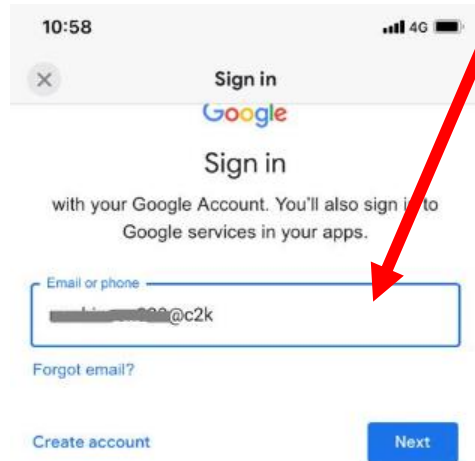 10:58 4G
Sign in
Google
Sign in
with your Google Account. You'll also sign in to
Google services in your apps.
Email or phone
@c2k
Forgot email?
Create account Next